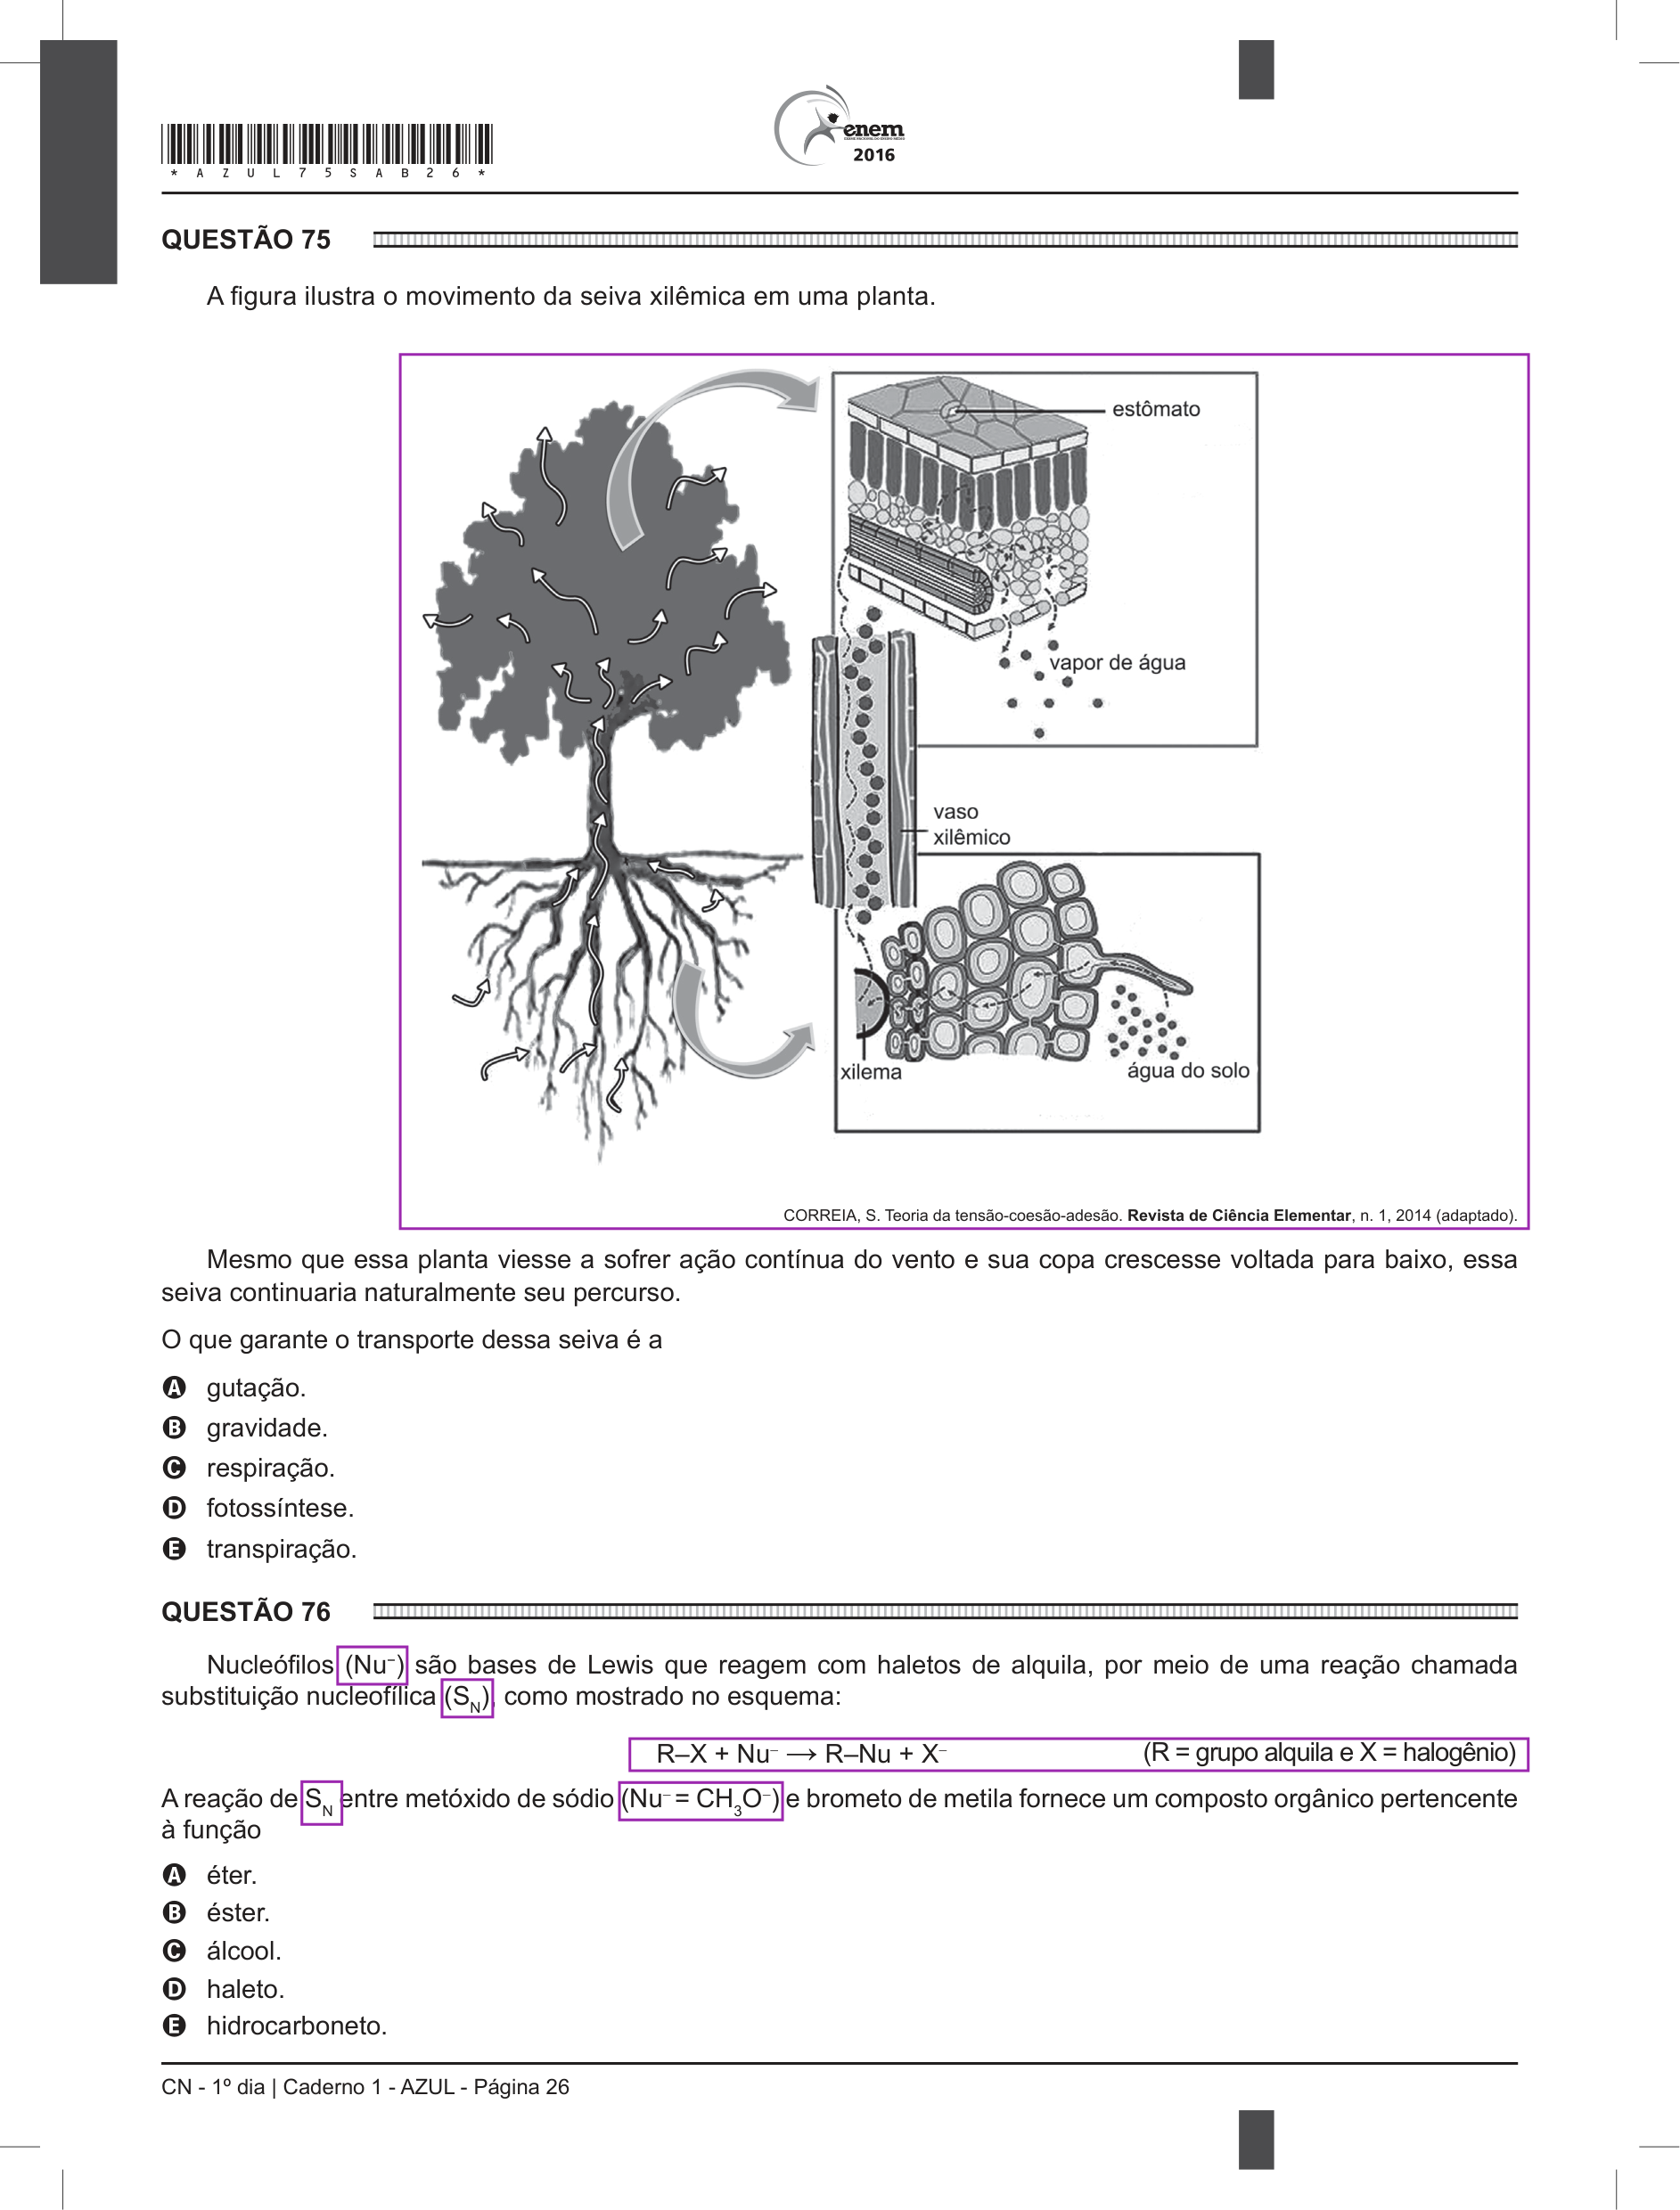 enem
2016
*AZUL75SAB26*
QUESTÃO 75
A figura ilustra o movimento da seiva xilêmica em uma planta.
estômato
vapor de água
vaso
xilêmico
xilema
água do solo
CORREIA, S. Teoria da tensão-coesão-adesão. Revista de Ciência Elementar, n. 1, 2014 (adaptado).
Mesmo que essa planta viesse a sofrer ação contínua do vento e sua copa crescesse voltada para baixo, essa
seiva continuaria naturalmente seu percurso.
O que garante o transporte dessa seiva é a
A gutação.
B gravidade.
C respiração.
D fotossíntese.
E transpiração.
QUESTÃO 76
Nucleófilos (Nu⁻) são bases de Lewis que reagem com haletos de alquila, por meio de uma reação chamada
substituição nucleofílica (S_N), como mostrado no esquema:
R–X + Nu⁻ → R–Nu + X⁻ (R = grupo alquila e X = halogênio)
A reação de S_N entre metóxido de sódio (Nu⁻ = CH₃O⁻) e brometo de metila fornece um composto orgânico pertencente
à função
A éter.
B éster.
C álcool.
D haleto.
E hidrocarboneto.
CN - 1º dia | Caderno 1 - AZUL - Página 26